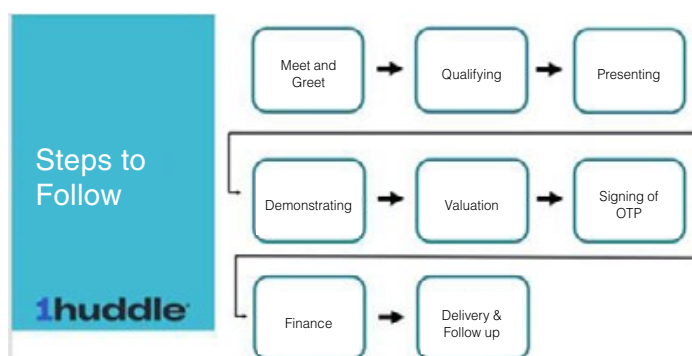 Steps to
Follow
1huddle
Meet and
Greet
Qualifying
Presenting
Demonstrating
Valuation
Signing of
OTP
Finance
Delivery &
Follow up